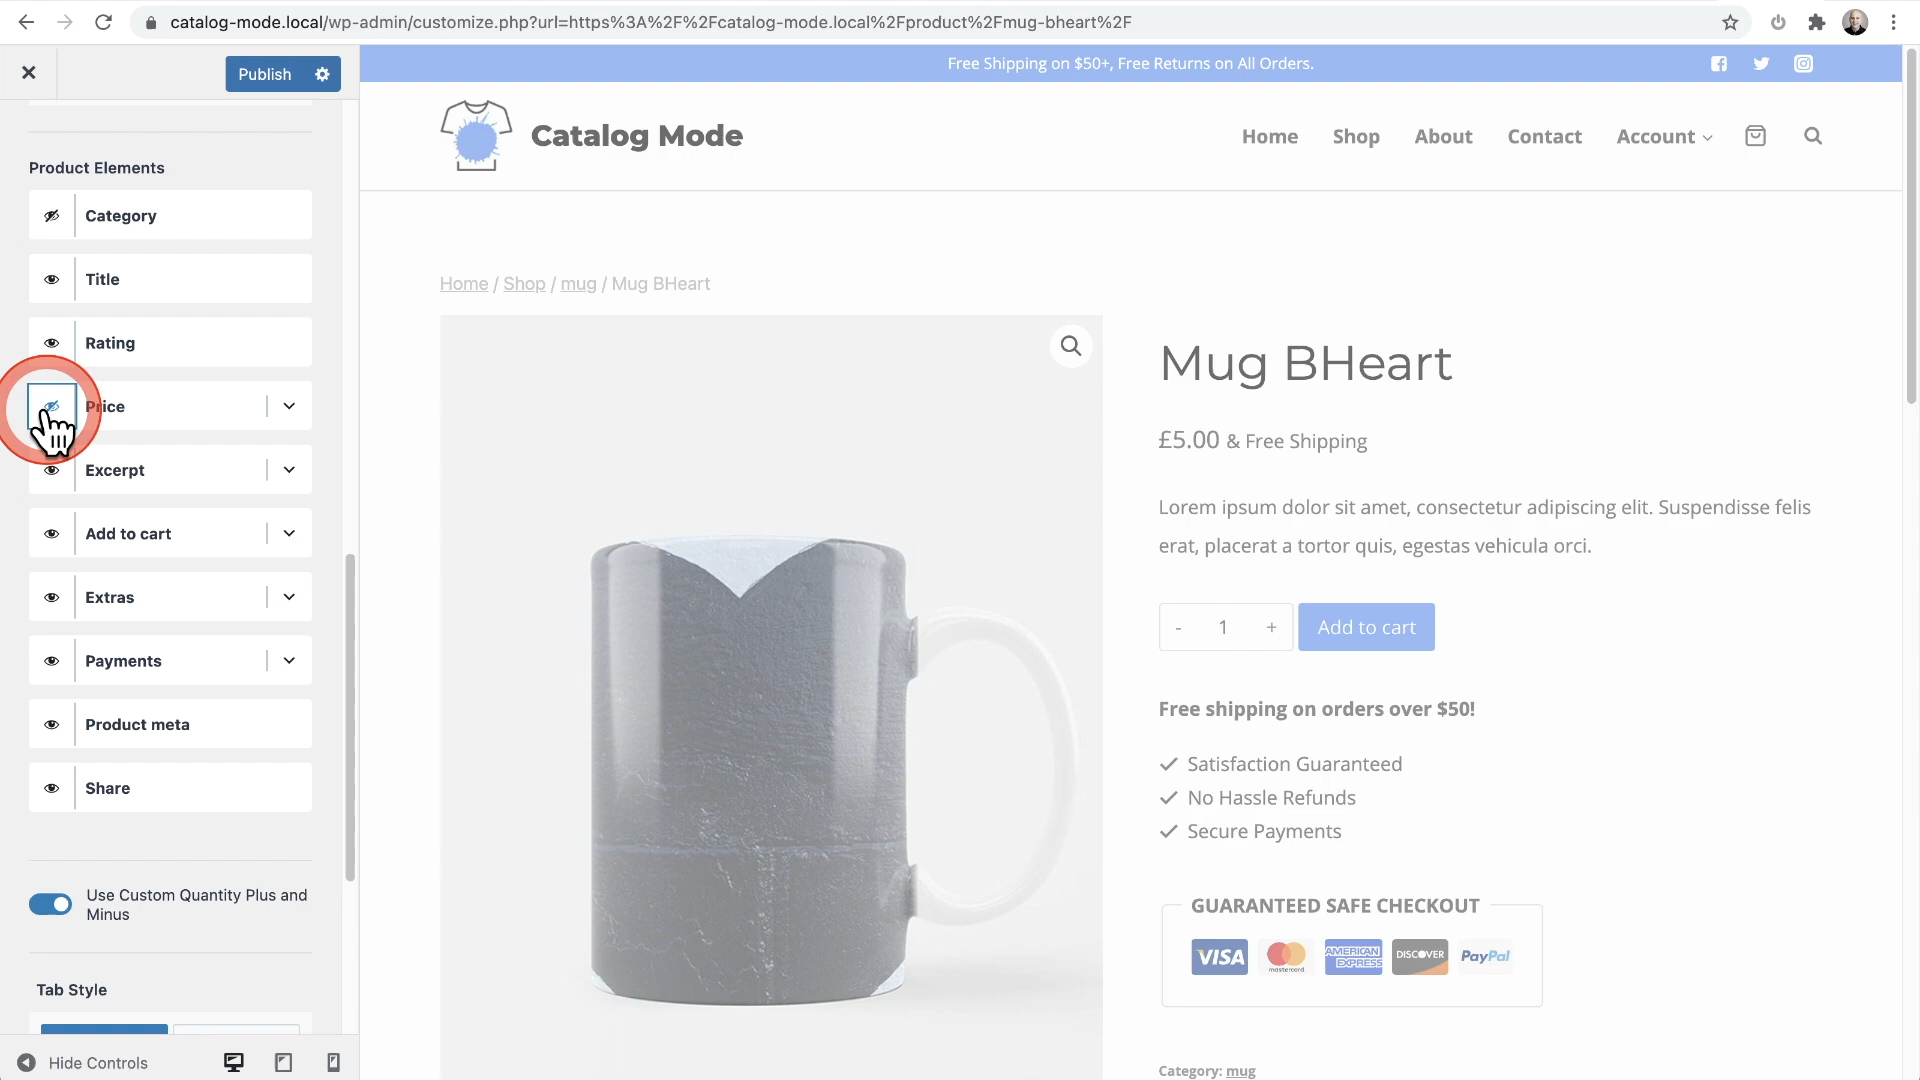 catalog-mode.local/wp-admin/customize.php?url=https%3A%2F%2Fcatalog-mode.local%2Fproduct%2Fmug-bheart%2F
Publish
Product Elements
Category
Title
Rating
Price
Excerpt
Add to cart
Extras
Payments
Product meta
Share
Use Custom Quantity Plus and
Minus
Tab Style
Hide Controls
Free Shipping on $50+, Free Returns on All Orders.
Catalog Mode
Home Shop About Contact Account
Home / Shop / mug / Mug BHeart
Mug BHeart
£5.00 & Free Shipping
Lorem ipsum dolor sit amet, consectetur adipiscing elit. Suspendisse felis
erat, placerat a tortor quis, egestas vehicula orci.
- 1 + Add to cart
Free shipping on orders over $50!
Satisfaction Guaranteed
No Hassle Refunds
Secure Payments
GUARANTEED SAFE CHECKOUT
VISA mastercard AMERICAN EXPRESS DISCOVER PayPal
Category: mug